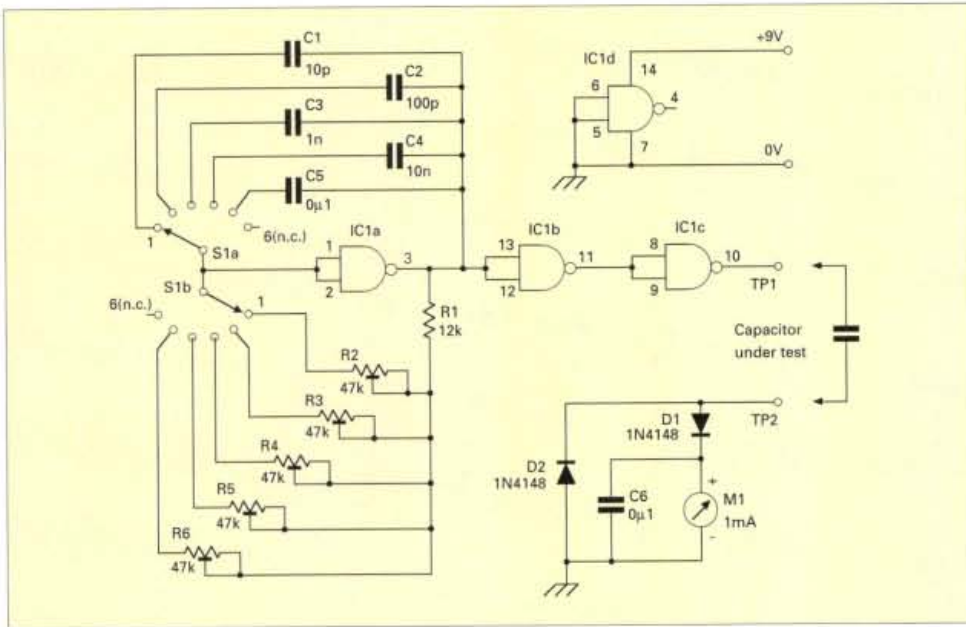 C1
10p
C2
100p
C3
1n
C4
10n
C5
0µ1
1
S1a
6(n.c.)
S1b
6(n.c.)
1
IC1a
1
2
3
R1
12k
R2
47k
R3
47k
R4
47k
R5
47k
R6
47k
IC1d
6
5
4
14
7
+9V
0V
IC1b
13
12
11
IC1c
8
9
10
TP1
Capacitor
under test
TP2
D1
1N4148
D2
1N4148
C6
0µ1
+
M1
1mA
-